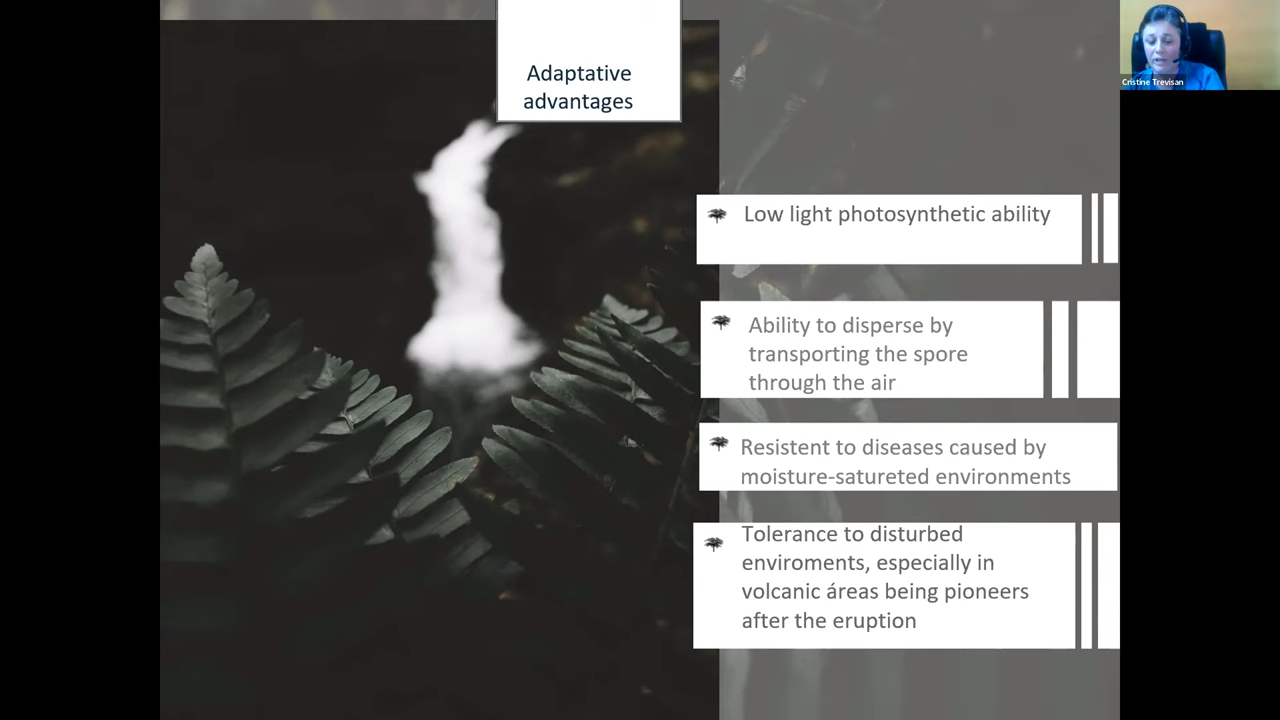 Adaptative
advantages
Cristine Trevisan
Low light photosynthetic ability
Ability to disperse by
transporting the spore
through the air
Resistent to diseases caused by
moisture-satureted environments
Tolerance to disturbed
enviroments, especially in
volcanic áreas being pioneers
after the eruption